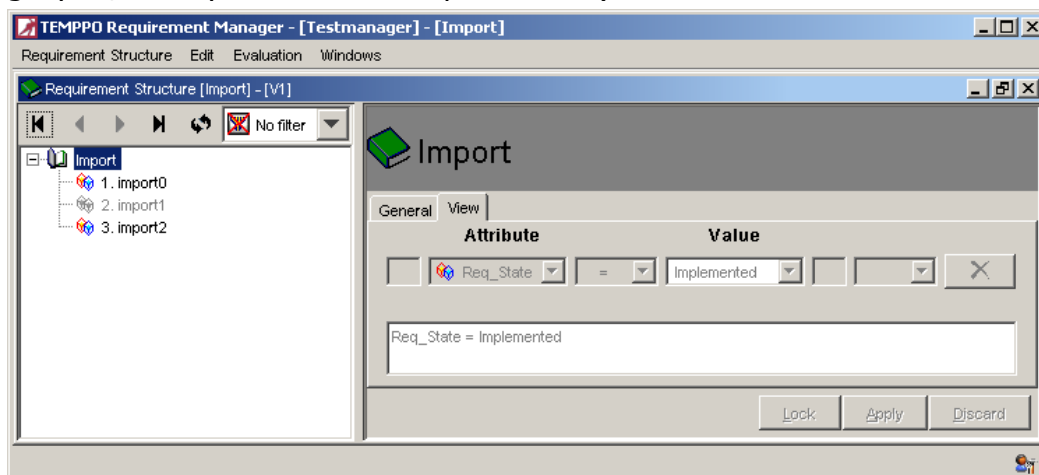 TEMPPO Requirement Manager - [Testmanager] - [Import]
Requirement Structure Edit Evaluation Windows
Requirement Structure [Import] - [V1]
No filter
Import
1. import0
2. import1
3. import2
Import
General View
Attribute Value
Req_State = Implemented
Req_State = Implemented
Lock Apply Discard